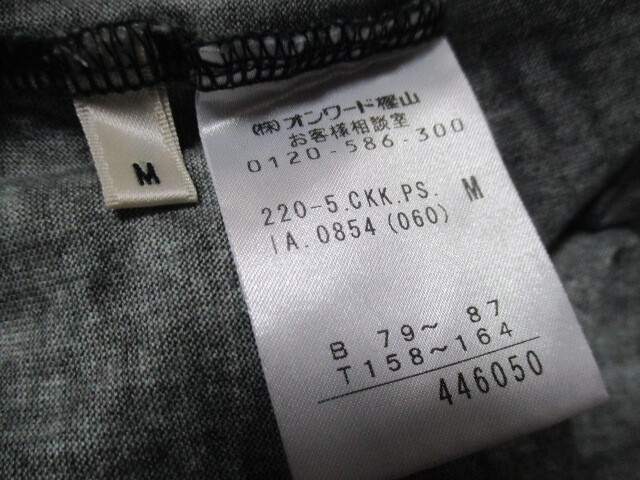 M
㈱オンワード樫山
お客様相談室
0120-586-300
220-5.CKK.PS. M
IA.0854(060)
B 79～ 87
T158～164
446050